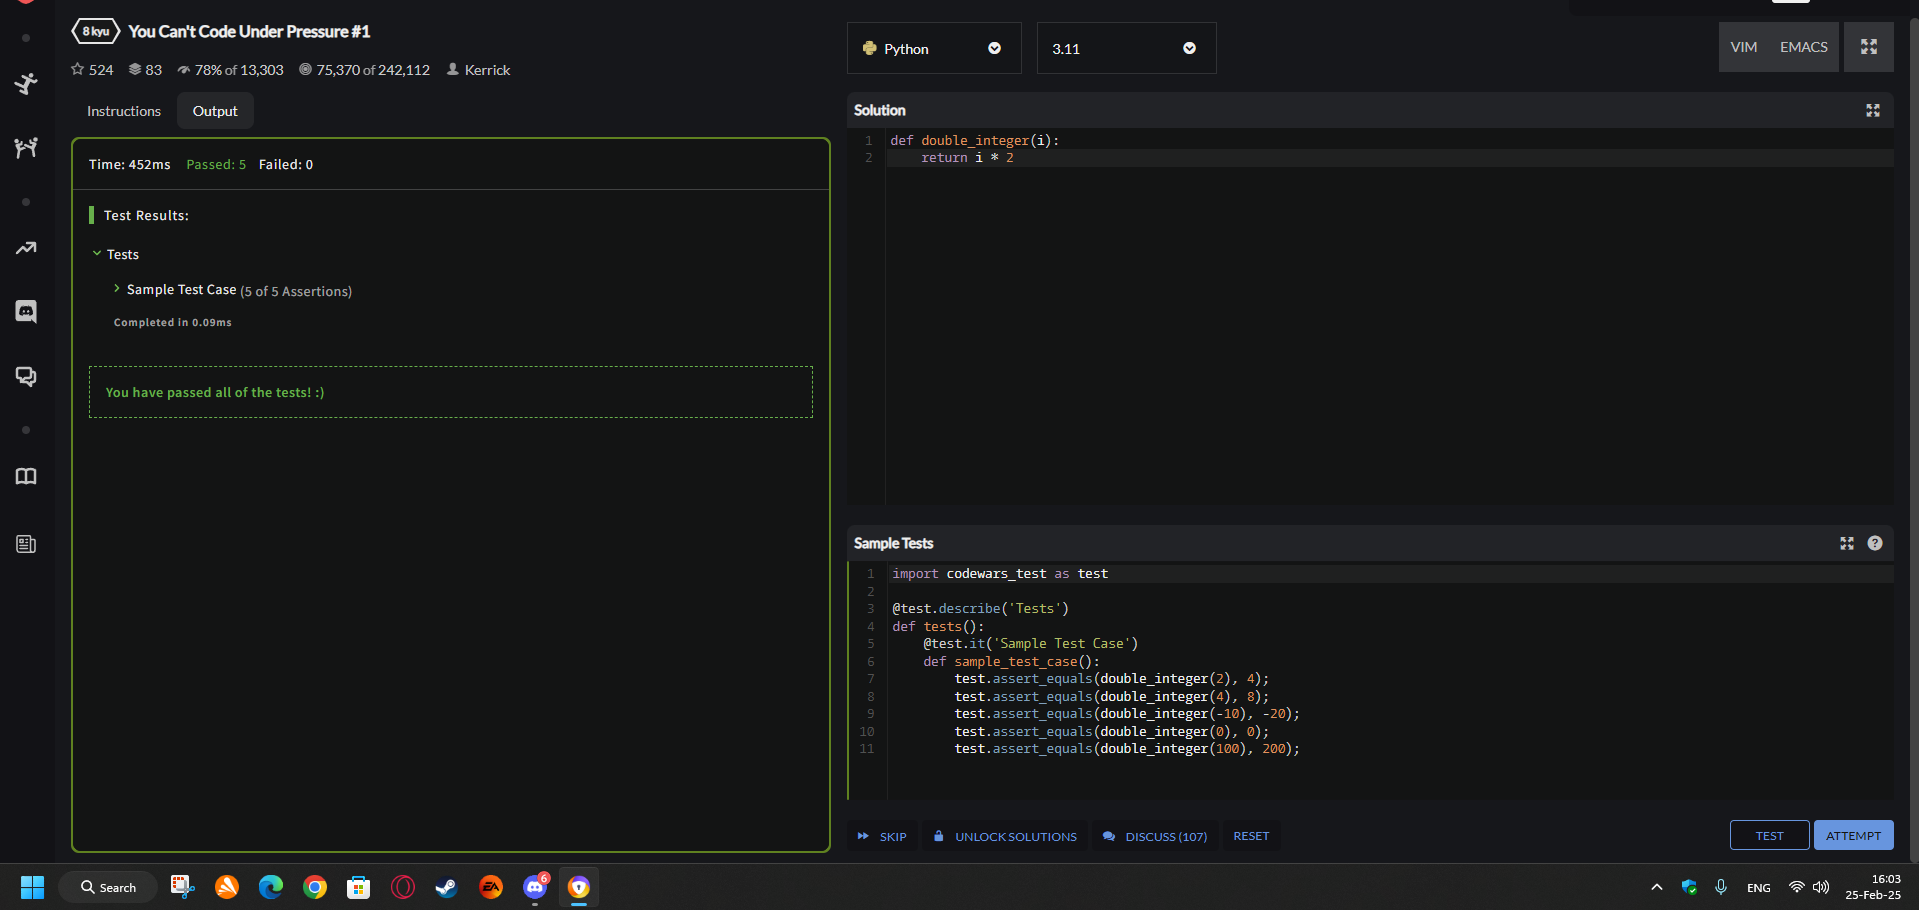 8 kyu You Can't Code Under Pressure #1
524 83 78% of 13,303 75,370 of 242,112 Kerrick
Instructions Output
Time: 452ms Passed: 5 Failed: 0
Test Results:
Tests
Sample Test Case (5 of 5 Assertions)
Completed in 0.09ms
You have passed all of the tests! :)
Python 3.11 VIM EMACS
Solution
1 def double_integer(i):
2 return i * 2
Sample Tests
1 import codewars_test as test
2
3 @test.describe('Tests')
4 def tests():
5 @test.it('Sample Test Case')
6 def sample_test_case():
7 test.assert_equals(double_integer(2), 4);
8 test.assert_equals(double_integer(4), 8);
9 test.assert_equals(double_integer(-10), -20);
10 test.assert_equals(double_integer(0), 0);
11 test.assert_equals(double_integer(100), 200);
SKIP UNLOCK SOLUTIONS DISCUSS (107) RESET TEST ATTEMPT
Search EA 6 ENG 16:03
25-Feb-25